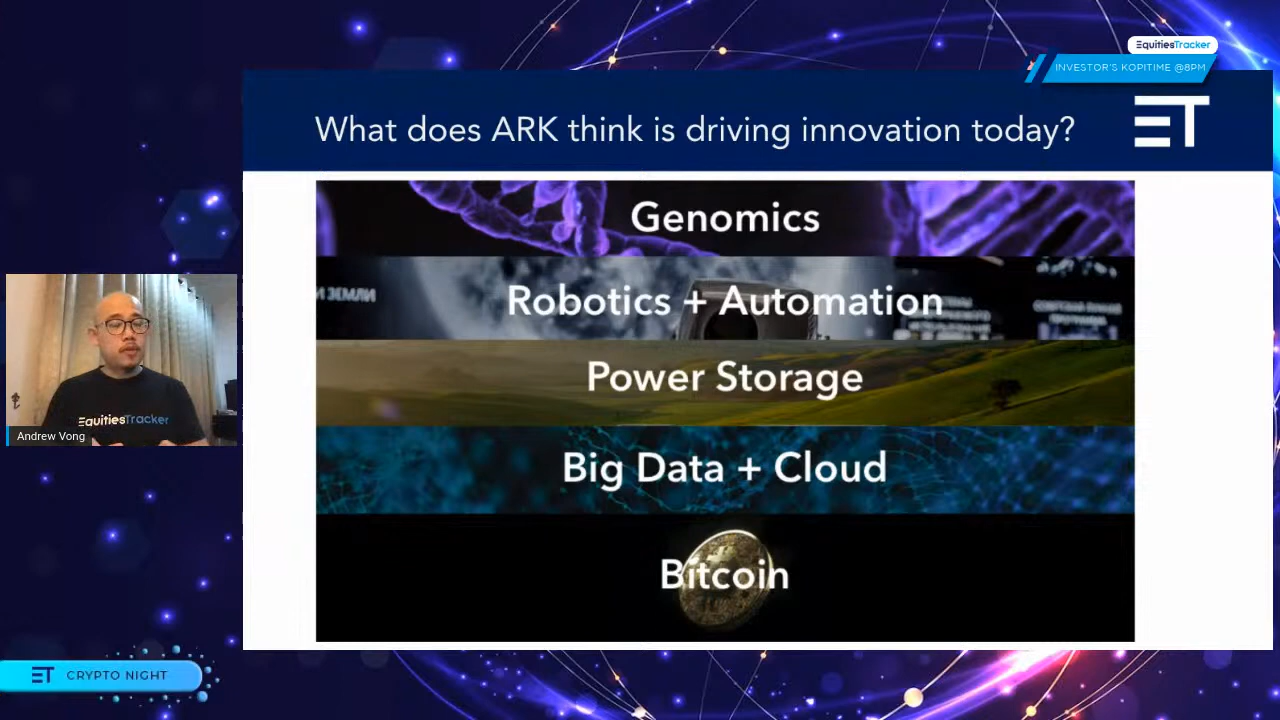 EquitiesTracker
INVESTOR'S KOPITIME @8PM
What does ARK think is driving innovation today?
ET
Genomics
И ЗЕМЛИ
Robotics + Automation
Power Storage
Big Data + Cloud
Bitcoin
EquitiesTracker
Andrew Vong
ET CRYPTO NIGHT